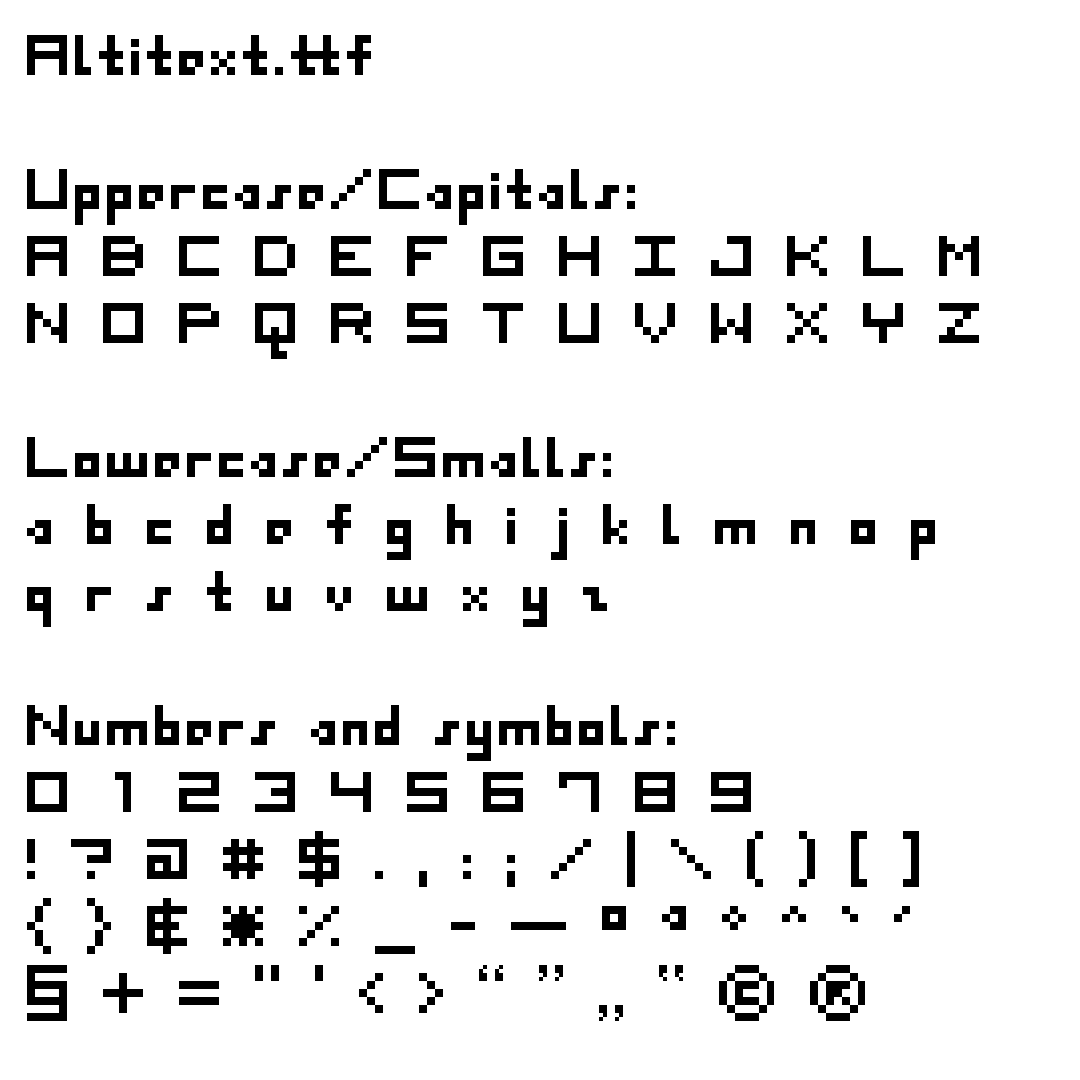 Altitext.ttf
Uppercase/Capitals:
A B C D E F G H I J K L M
N O P Q R S T U V W X Y Z
Lowercase/Smalls:
a b c d e f g h i j k l m n o p
q r s t u v w x y z
Numbers and symbols:
0 1 2 3 4 5 6 7 8 9
! ? @ # $ . , : ; / | \ ( ) [ ]
{ } & * % _ - — º ª ° ^ ` ´
§ + = " ' < > “ ” „ ‟ © ®